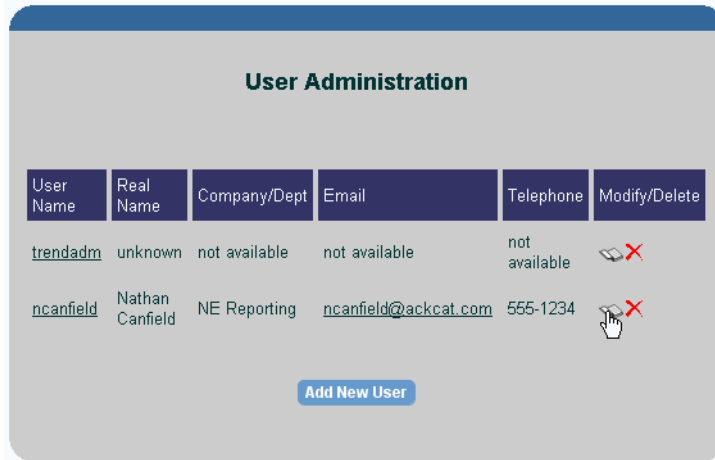 User Administration
User Name Real Name Company/Dept Email Telephone Modify/Delete
trendadm unknown not available not available not available
ncanfield Nathan Canfield NE Reporting ncanfield@ackcat.com 555-1234
Add New User